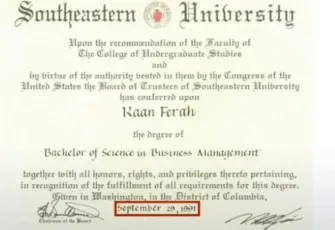 Southeastern University
Upon the recommendation of the Faculty of
The College of Undergraduate Studies and
by virtue of the authority vested in them by the Congress of the
United States the Board of Trustees of Southeastern University
has conferred upon
Kaan Ferah
the degree of
Bachelor of Science in Business Management
together with all honors, rights, and privileges thereto pertaining,
in recognition of the fulfillment of all requirements for this degree.
Given in Washington, in the District of Columbia,
September 29, 1991
Chairman of the Board